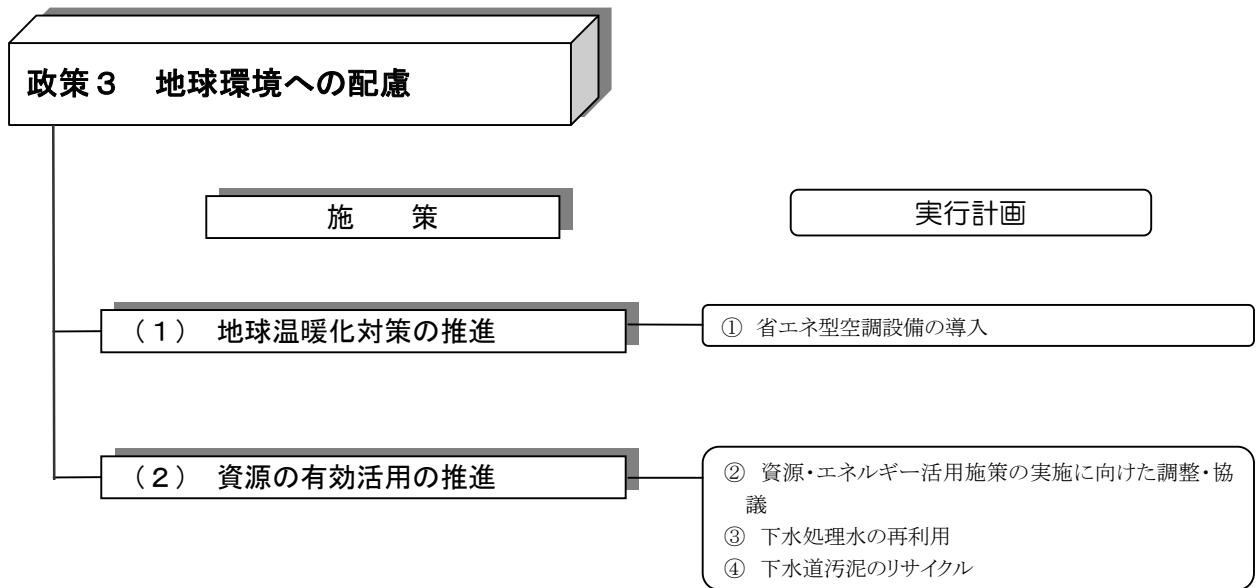 政策３　地球環境への配慮
施　　策
実行計画
（１）　地球温暖化対策の推進
①　省エネ型空調設備の導入
（２）　資源の有効活用の推進
②　資源・エネルギー活用施策の実施に向けた調整・協
議
③　下水処理水の再利用
④　下水道汚泥のリサイクル